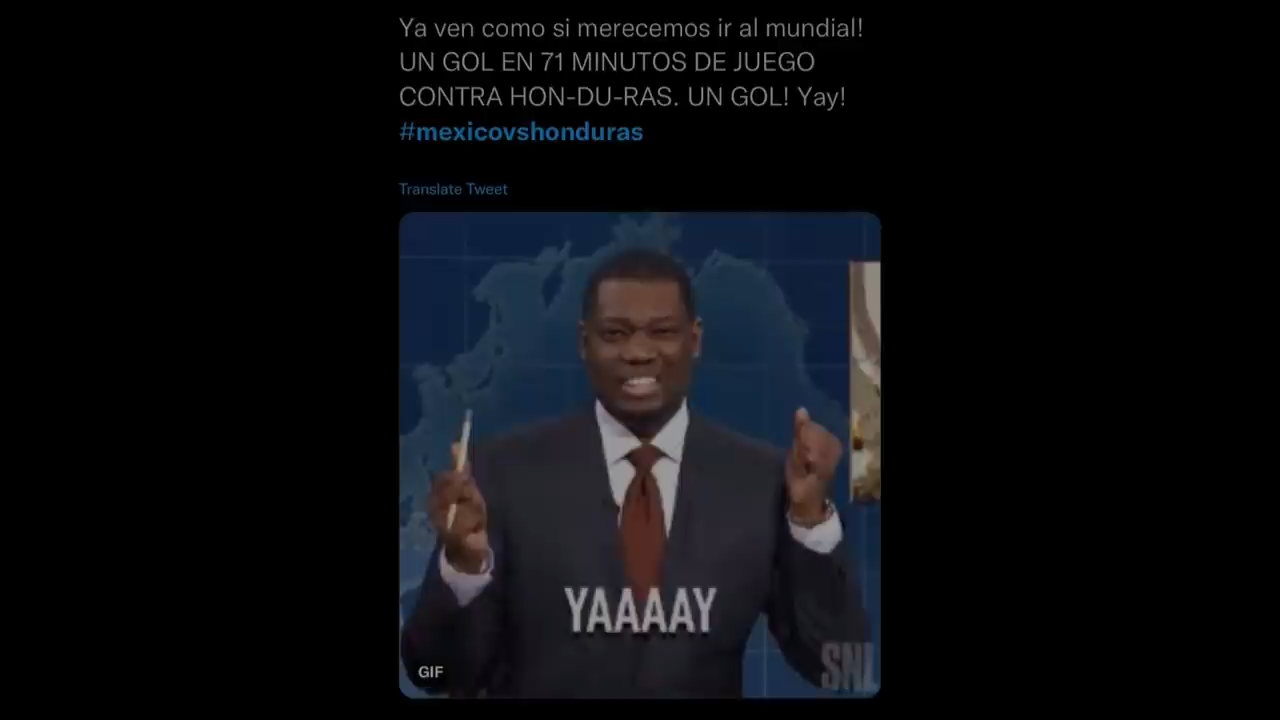 Ya ven como si merecemos ir al mundial!
UN GOL EN 71 MINUTOS DE JUEGO
CONTRA HON-DU-RAS. UN GOL! Yay!
#mexicovshonduras
Translate Tweet
YAAAAY
SNL
GIF